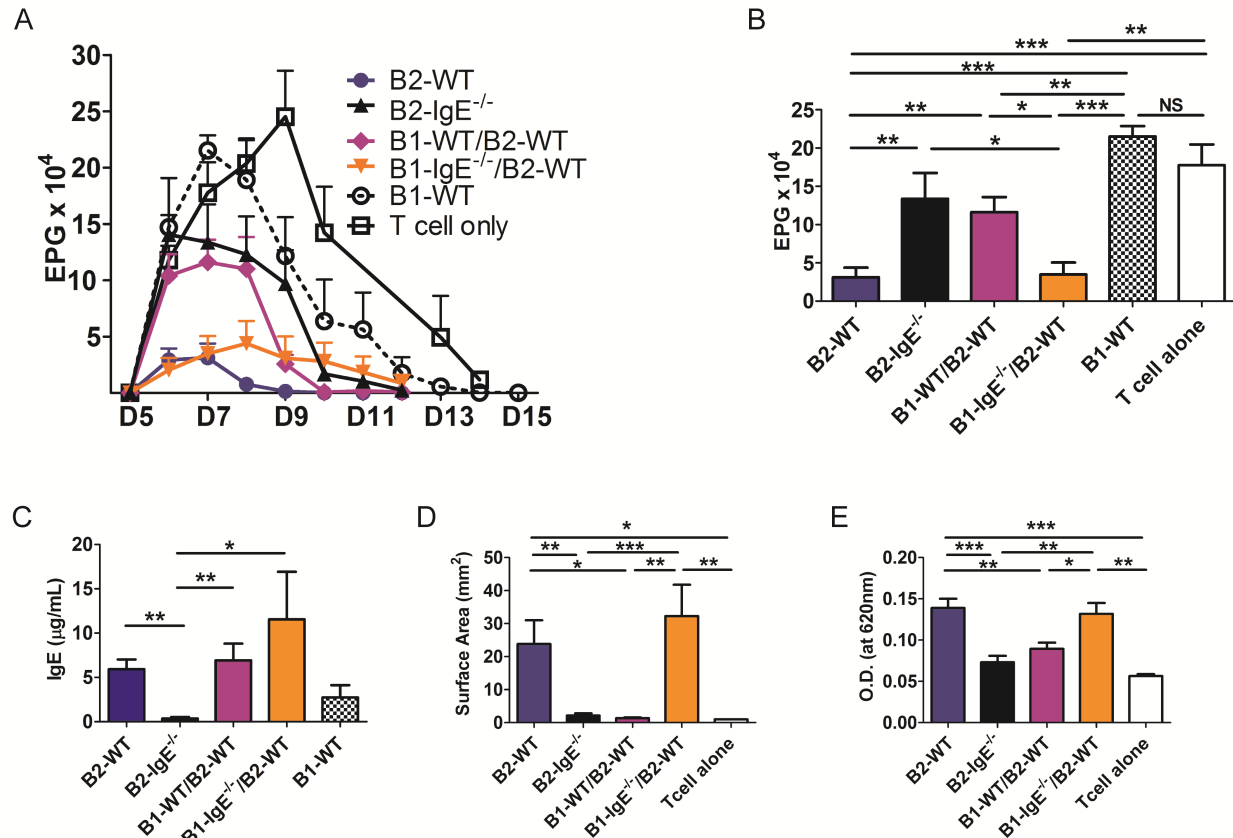 A
30
25
20
15
10
5
EPG x 10⁴
D5 D7 D9 D11 D13 D15
B2-WT
B2-IgE⁻/⁻
B1-WT/B2-WT
B1-IgE⁻/⁻/B2-WT
B1-WT
T cell only
B
**
***
***
**
** * *** NS
** *
25
20
15
10
5
0
EPG x 10⁴
B2-WT
B2-IgE⁻/⁻
B1-WT/B2-WT
B1-IgE⁻/⁻/B2-WT
B1-WT
T cell alone
C
*
**
**
20
15
10
5
0
IgE (µg/mL)
B2-WT
B2-IgE⁻/⁻
B1-WT/B2-WT
B1-IgE⁻/⁻/B2-WT
B1-WT
D
*
** ***
* ** **
50
40
30
20
10
0
Surface Area (mm²)
B2-WT
B2-IgE⁻/⁻
B1-WT/B2-WT
B1-IgE⁻/⁻/B2-WT
Tcell alone
E
***
*** **
** * **
0.20
0.15
0.10
0.05
0.00
O.D. (at 620nm)
B2-WT
B2-IgE⁻/⁻
B1-WT/B2-WT
B1-IgE⁻/⁻/B2-WT
Tcell alone